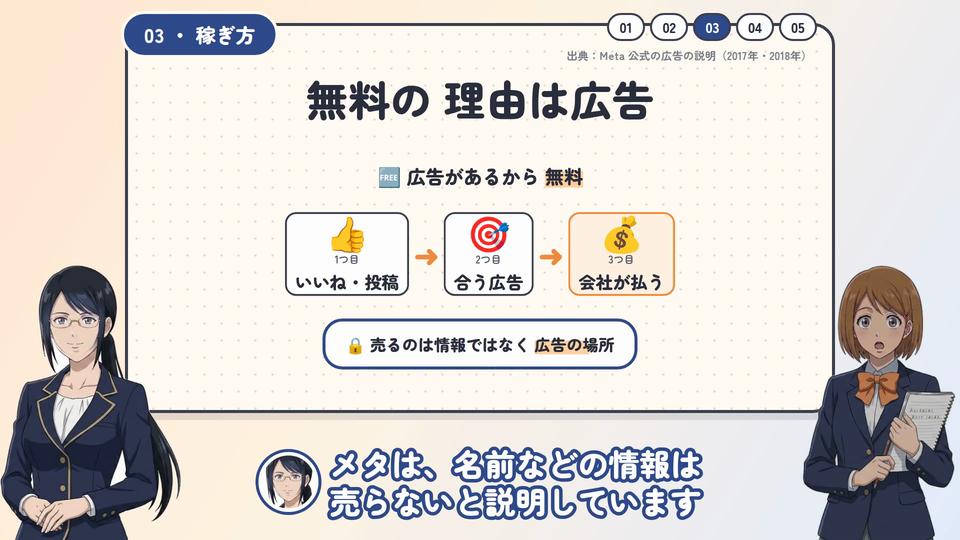 03 ・ 稼ぎ方
01 02 03 04 05
出典：Meta 公式の広告の説明（2017年・2018年）
無料の 理由は広告
FREE 広告があるから 無料
1つ目
いいね・投稿
2つ目
合う広告
3つ目
会社が払う
売るのは情報ではなく 広告の場所
メタは、名前などの情報は
売らないと説明しています